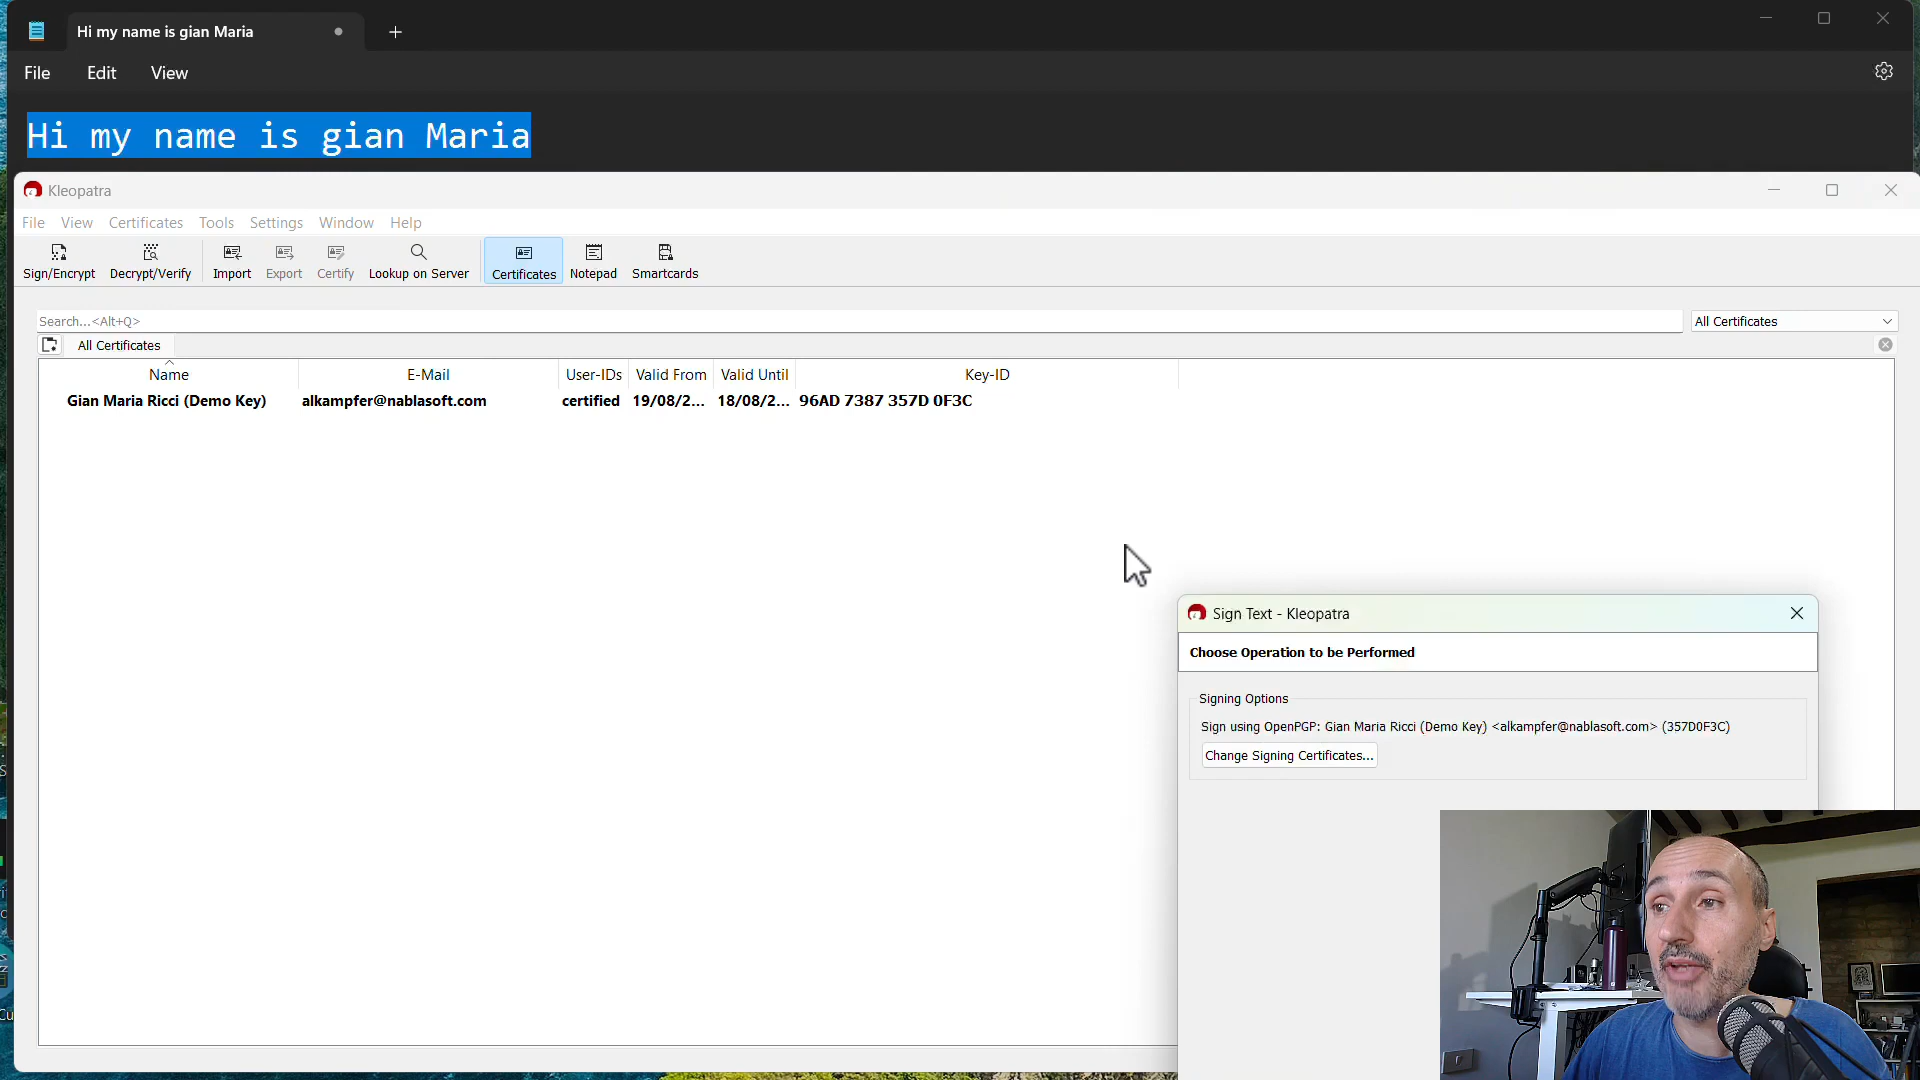 Hi my name is gian Maria
File Edit View
Hi my name is gian Maria
Kleopatra
File View Certificates Tools Settings Window Help
Sign/Encrypt Decrypt/Verify Import Export Certify Lookup on Server Certificates Notepad Smartcards
Search...<Alt+Q> All Certificates
All Certificates
Name E-Mail User-IDs Valid From Valid Until Key-ID
Gian Maria Ricci (Demo Key) alkampfer@nablasoft.com certified 19/08/2... 18/08/2... 96AD 7387 357D 0F3C
Sign Text - Kleopatra
Choose Operation to be Performed
Signing Options
Sign using OpenPGP: Gian Maria Ricci (Demo Key) <alkampfer@nablasoft.com> (357D0F3C)
Change Signing Certificates...